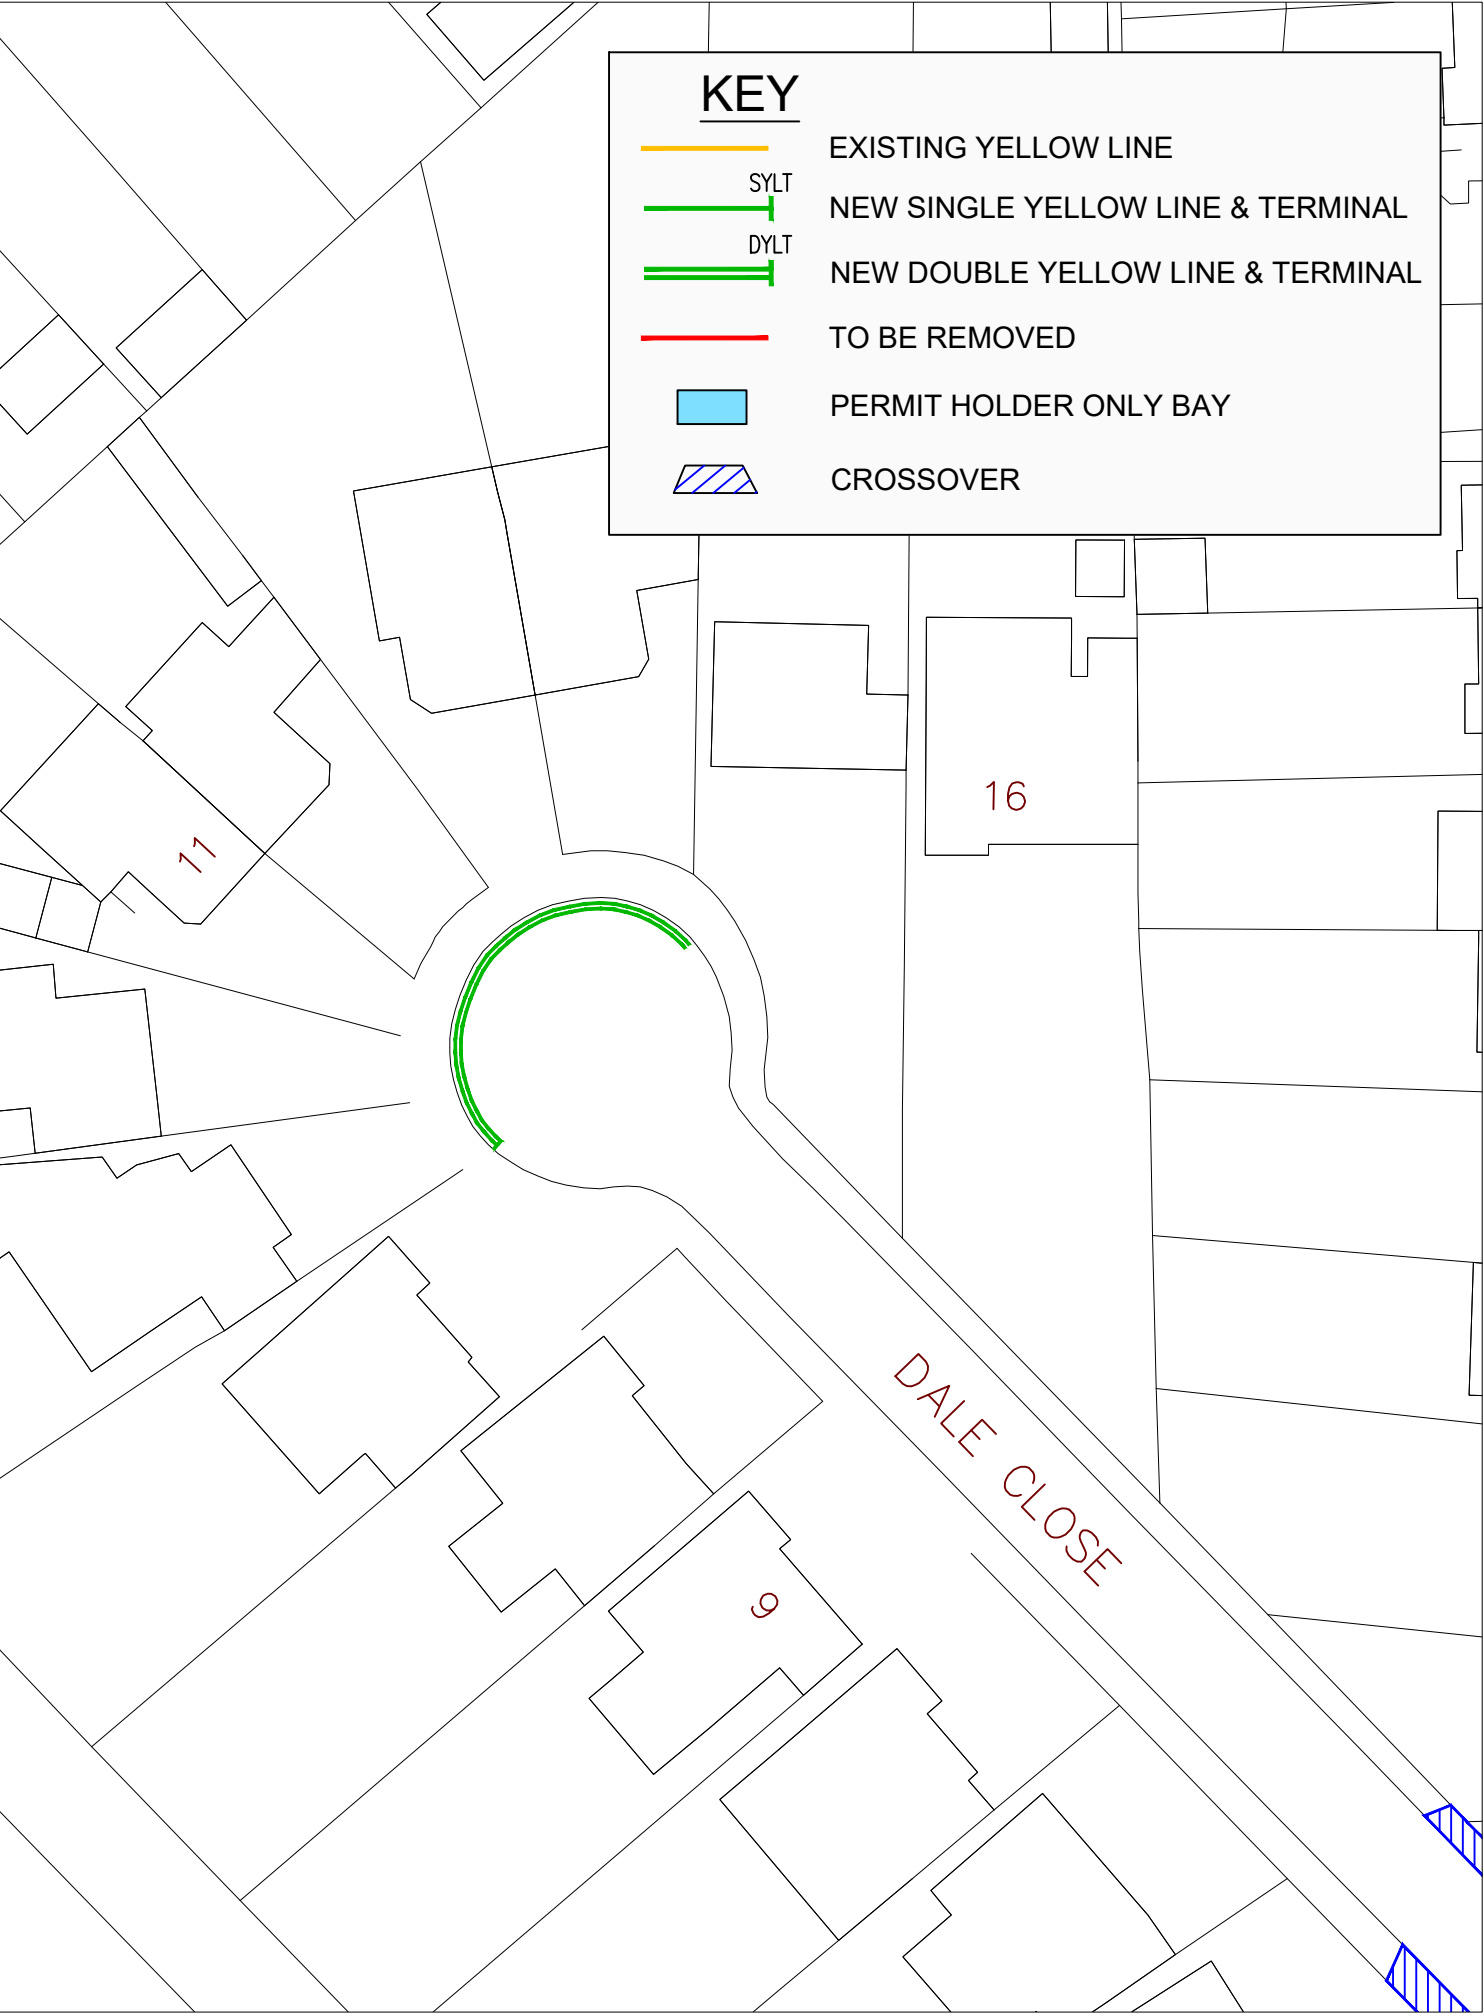 KEY
EXISTING YELLOW LINE
SYLT
NEW SINGLE YELLOW LINE & TERMINAL
DYLT
NEW DOUBLE YELLOW LINE & TERMINAL
TO BE REMOVED
PERMIT HOLDER ONLY BAY
CROSSOVER
16
11
DALE CLOSE
9